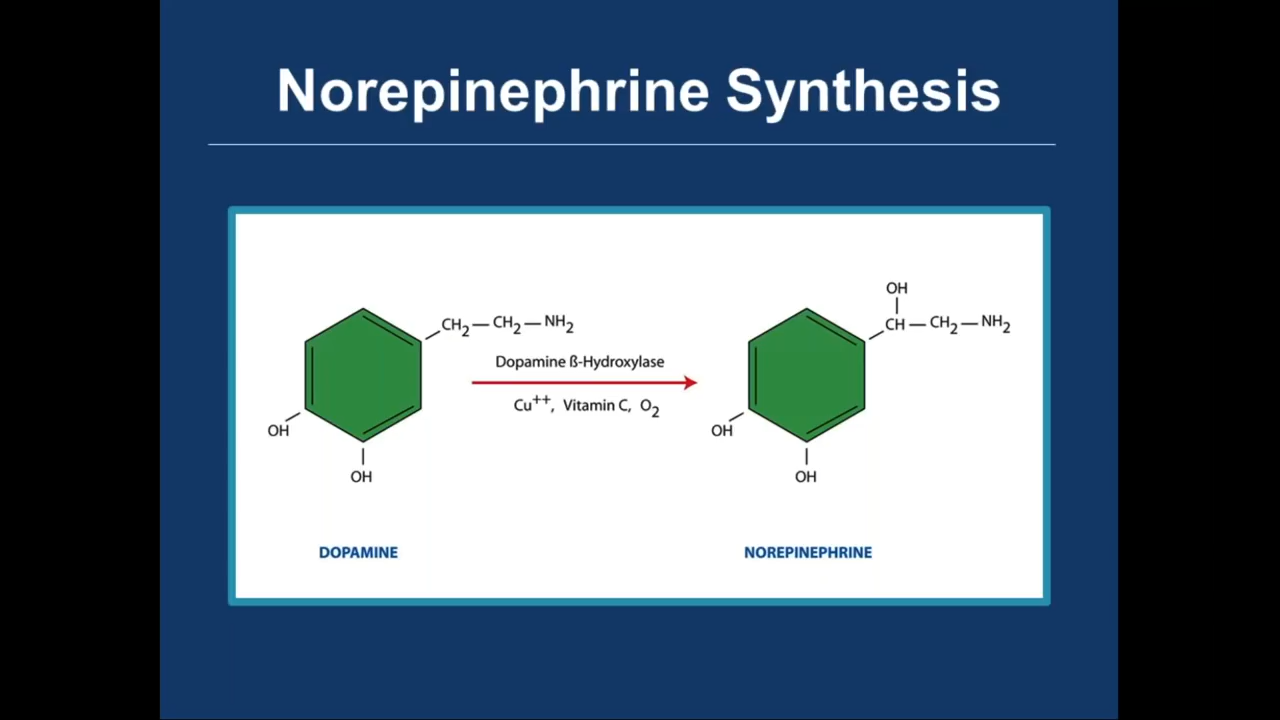 Norepinephrine Synthesis
OH
CH2—CH2—NH2
CH—CH2—NH2
Dopamine ß-Hydroxylase
Cu++, Vitamin C, O2
OH
OH
OH
OH
DOPAMINE
NOREPINEPHRINE